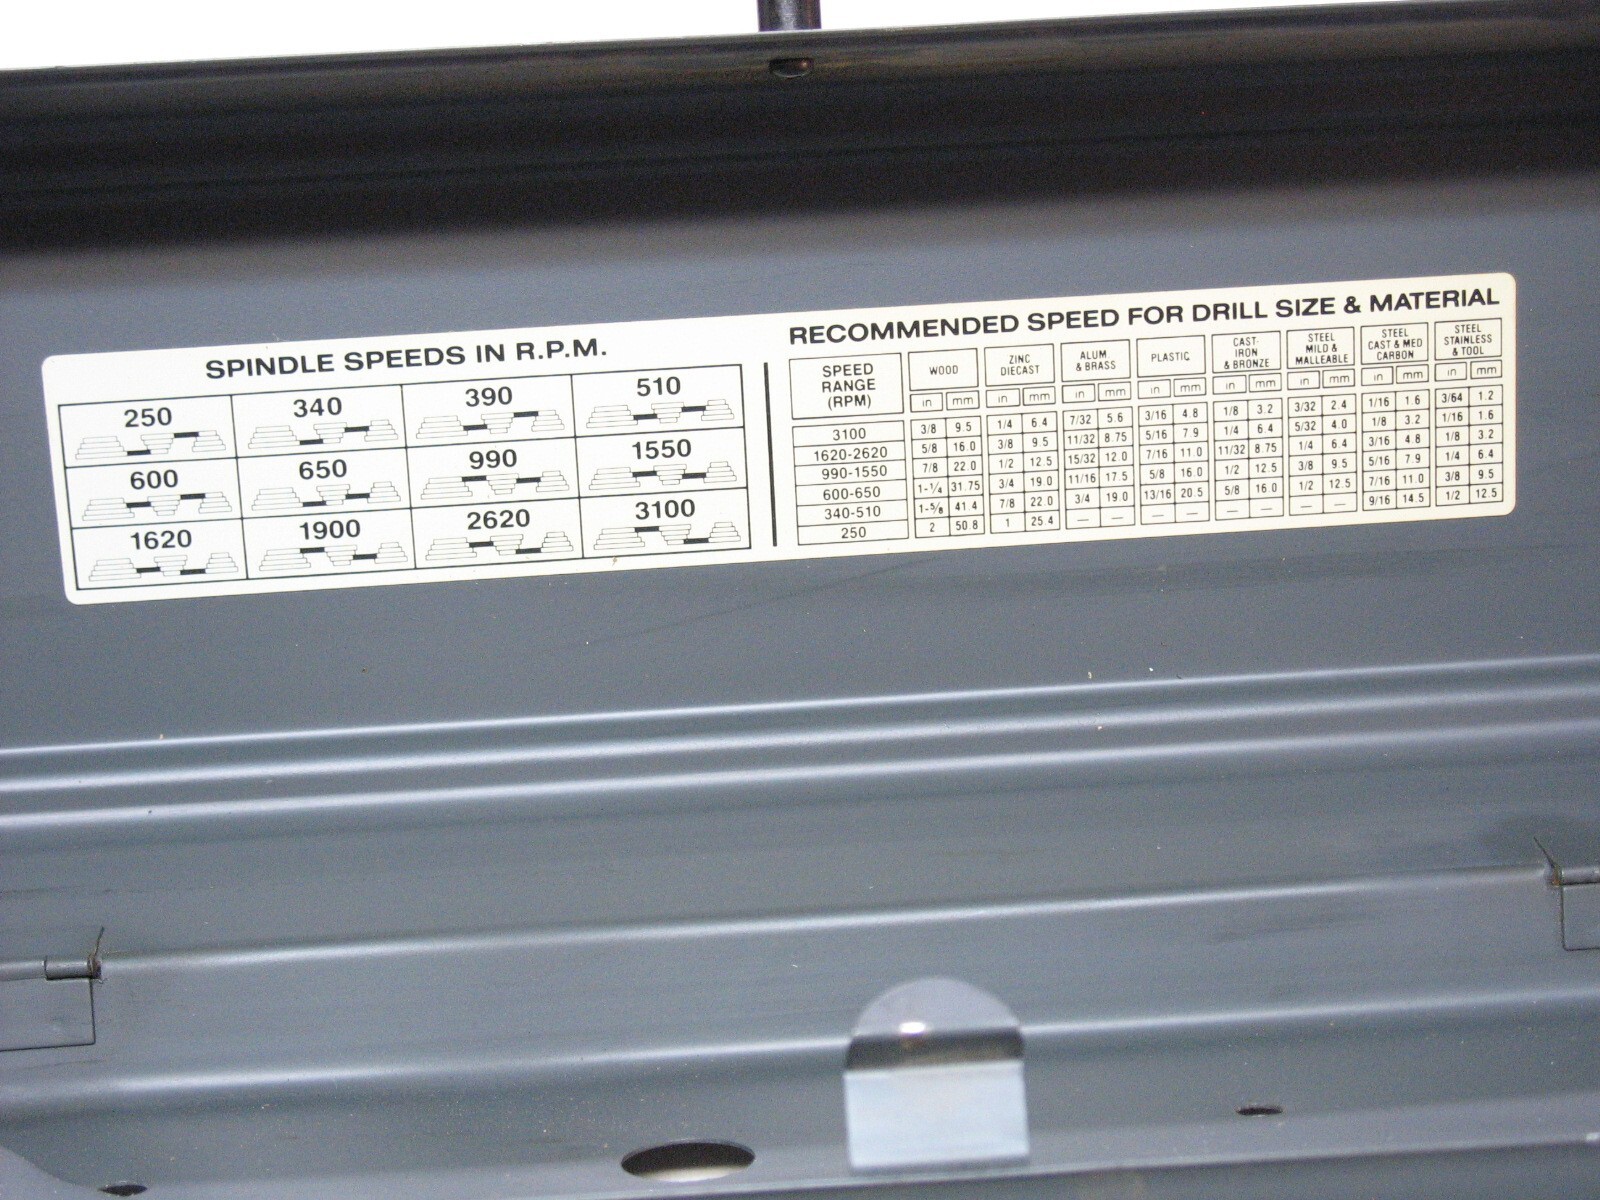 SPINDLE SPEEDS IN R.P.M.
250 340 390 510
600 650 990 1550
1620 1900 2620 3100
RECOMMENDED SPEED FOR DRILL SIZE & MATERIAL
SPEED RANGE (RPM) WOOD ZINC DIECAST ALUM & BRASS PLASTIC CAST- IRON & BRONZE STEEL MILD & MALLEABLE STEEL CAST & MED CARBON STEEL STAINLESS & TOOL
in mm in mm in mm in mm in mm in mm in mm in mm
3100 3/8 9.5 1/4 6.4 7/32 5.6 3/16 4.8 1/8 3.2 3/32 2.4 1/16 1.6 3/64 1.2
1620-2620 5/8 16.0 3/8 9.5 11/32 8.75 5/16 7.9 1/4 6.4 5/32 4.0 1/8 3.2 1/16 1.6
990-1550 7/8 22.0 1/2 12.5 15/32 12.0 7/16 11.0 11/32 8.75 1/4 6.4 3/16 4.8 1/8 3.2
600-650 1-1/4 31.75 3/4 19.0 11/16 17.5 5/8 16.0 1/2 12.5 3/8 9.5 5/16 7.9 1/4 6.4
340-510 1-5/8 41.4 7/8 22.0 3/4 19.0 13/16 20.5 5/8 16.0 1/2 12.5 7/16 11.0 3/8 9.5
250 2 50.8 1 25.4 — — — — — — — — 9/16 14.5 1/2 12.5